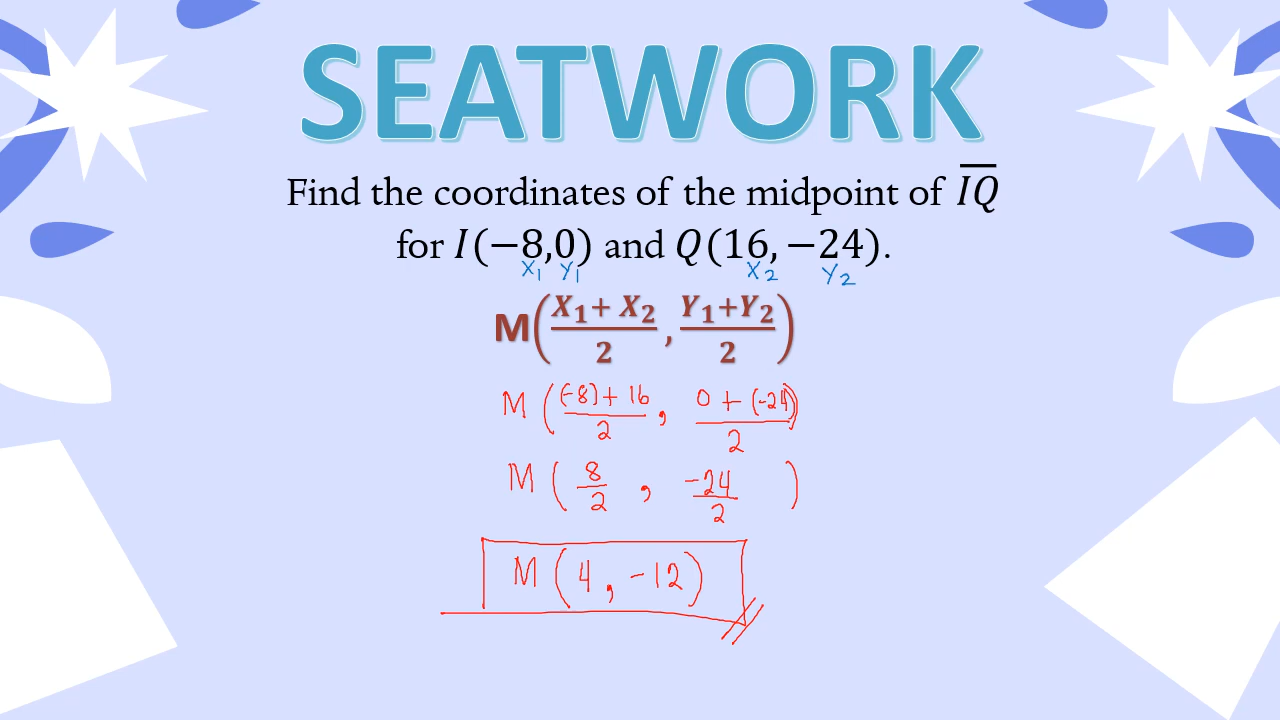 SEATWORK
Find the coordinates of the midpoint of \overline{IQ}
for I(−8,0) and Q(16,−24).
X₁ Y₁ X₂ Y₂
M(X₁+ X₂/2 , Y₁+Y₂/2)
M ((-8)+16/2 , 0 + (-24)/2)
M (8/2 , -24/2)
M (4, -12)